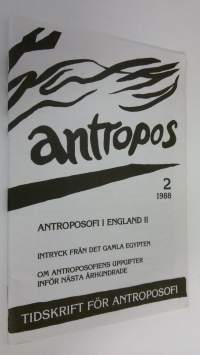 antropos
2
1988
ANTROPOSOFI I ENGLAND II
INTRYCK FRÅN DET GAMLA EGYPTEN
OM ANTROPOSOFIENS UPPGIFTER
INFÖR NÄSTA ÅRHUNDRADE
TIDSKRIFT FÖR ANTROPOSOFI